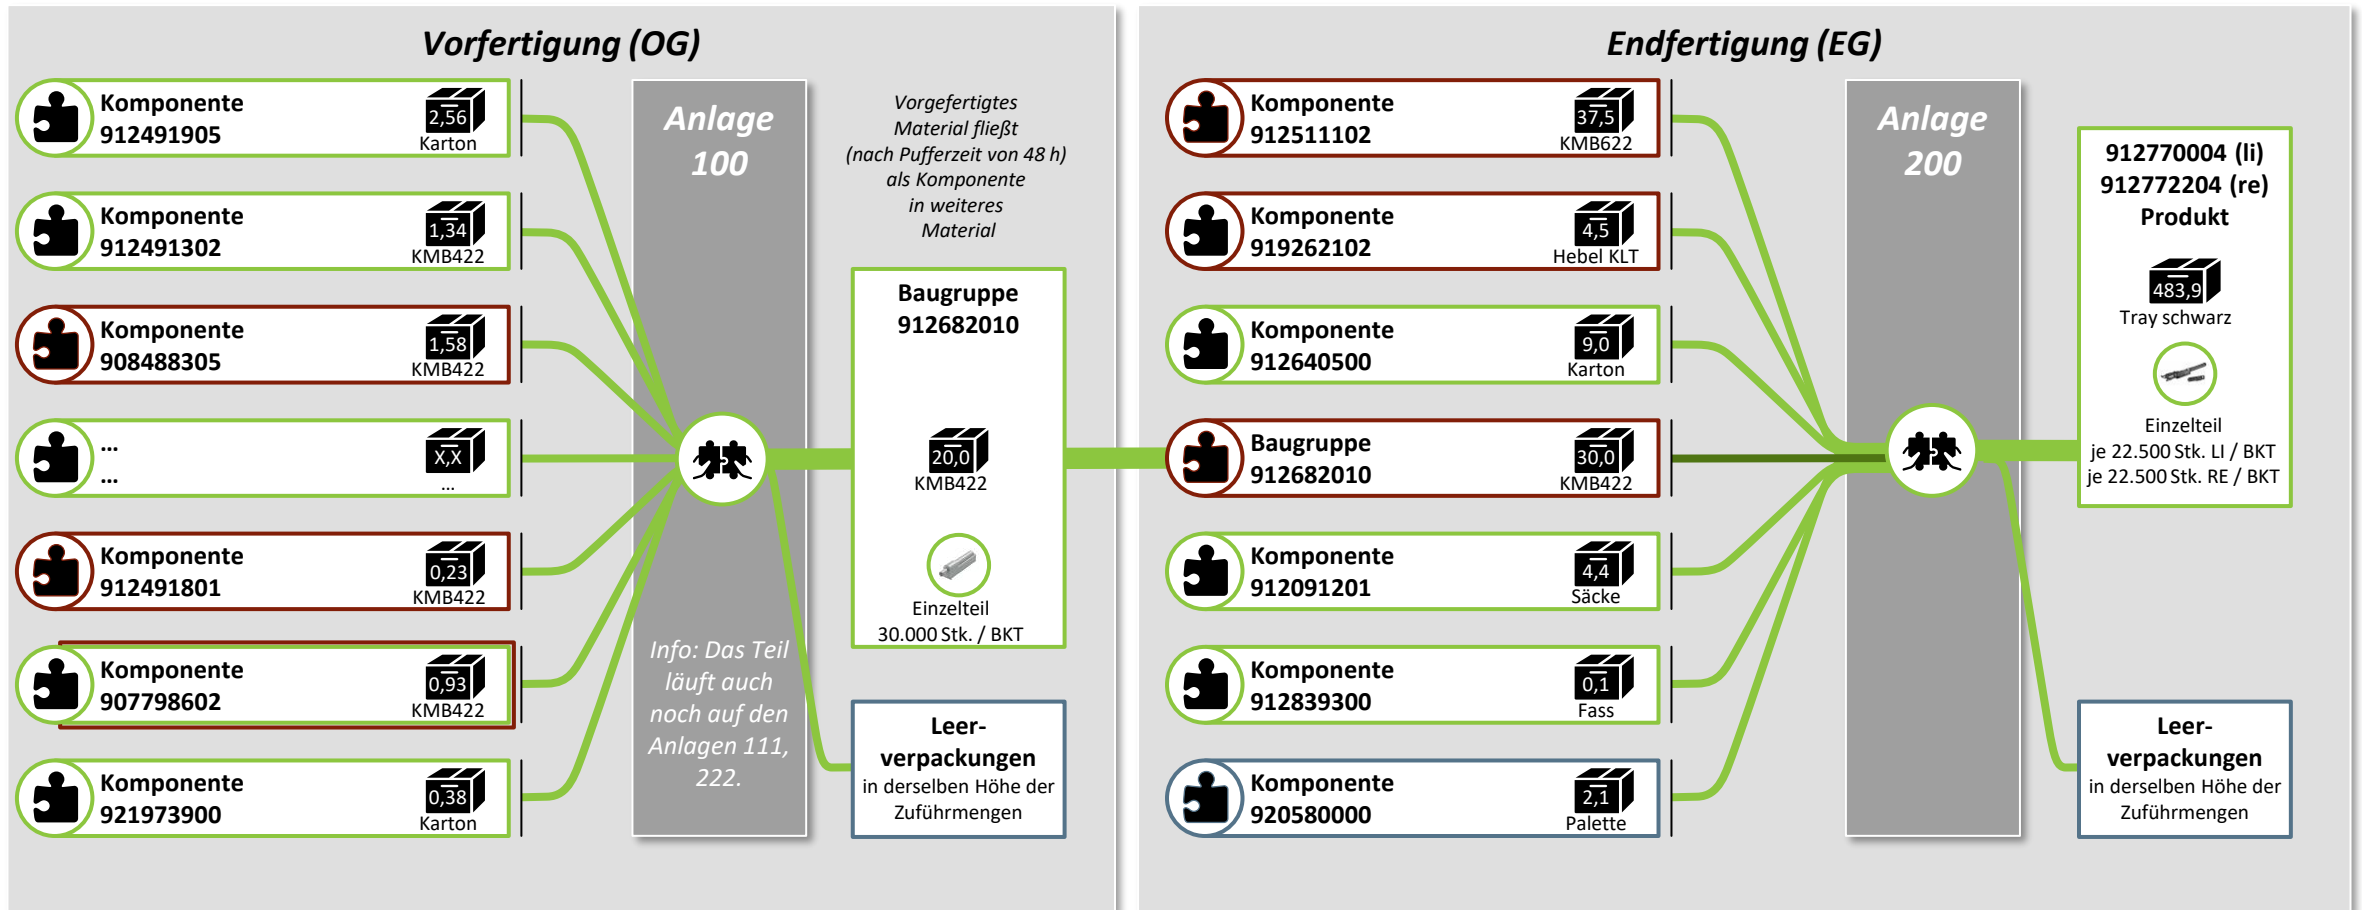 Vorfertigung (OG)
Komponente
912491905
2,56
Karton
Komponente
912491302
1,34
KMB422
Komponente
908488305
1,58
KMB422
...
...
X,X
...
Komponente
912491801
0,23
KMB422
Komponente
907798602
0,93
KMB422
Komponente
921973900
0,38
Karton
Anlage
100
Info: Das Teil
läuft auch
noch auf den
Anlagen 111,
222.
Vorgefertigtes
Material fließt
(nach Pufferzeit von 48 h)
als Komponente
in weiteres
Material
Baugruppe
912682010
20,0
KMB422
Einzelteil
30.000 Stk. / BKT
Leer-
verpackungen
in derselben Höhe der
Zuführmengen
Endfertigung (EG)
Komponente
912511102
37,5
KMB622
Komponente
919262102
4,5
Hebel KLT
Komponente
912640500
9,0
Karton
Baugruppe
912682010
30,0
KMB422
Komponente
912091201
4,4
Säcke
Komponente
912839300
0,1
Fass
Komponente
920580000
2,1
Palette
Anlage
200
912770004 (li)
912772204 (re)
Produkt
483,9
Tray schwarz
Einzelteil
je 22.500 Stk. LI / BKT
je 22.500 Stk. RE / BKT
Leer-
verpackungen
in derselben Höhe der
Zuführmengen